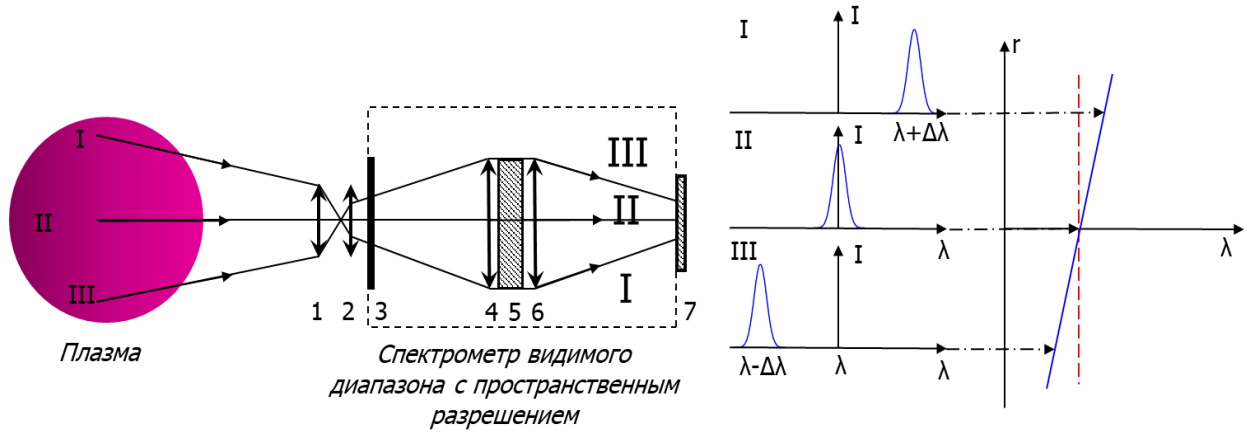 I
II
III
Плазма
III
II
I
1 2 3 4 5 6 7
Спектрометр видимого
диапазона с пространственным
разрешением
I
I
λ+Δλ
II
I
λ
III
I
λ-Δλ
λ
λ
r
λ